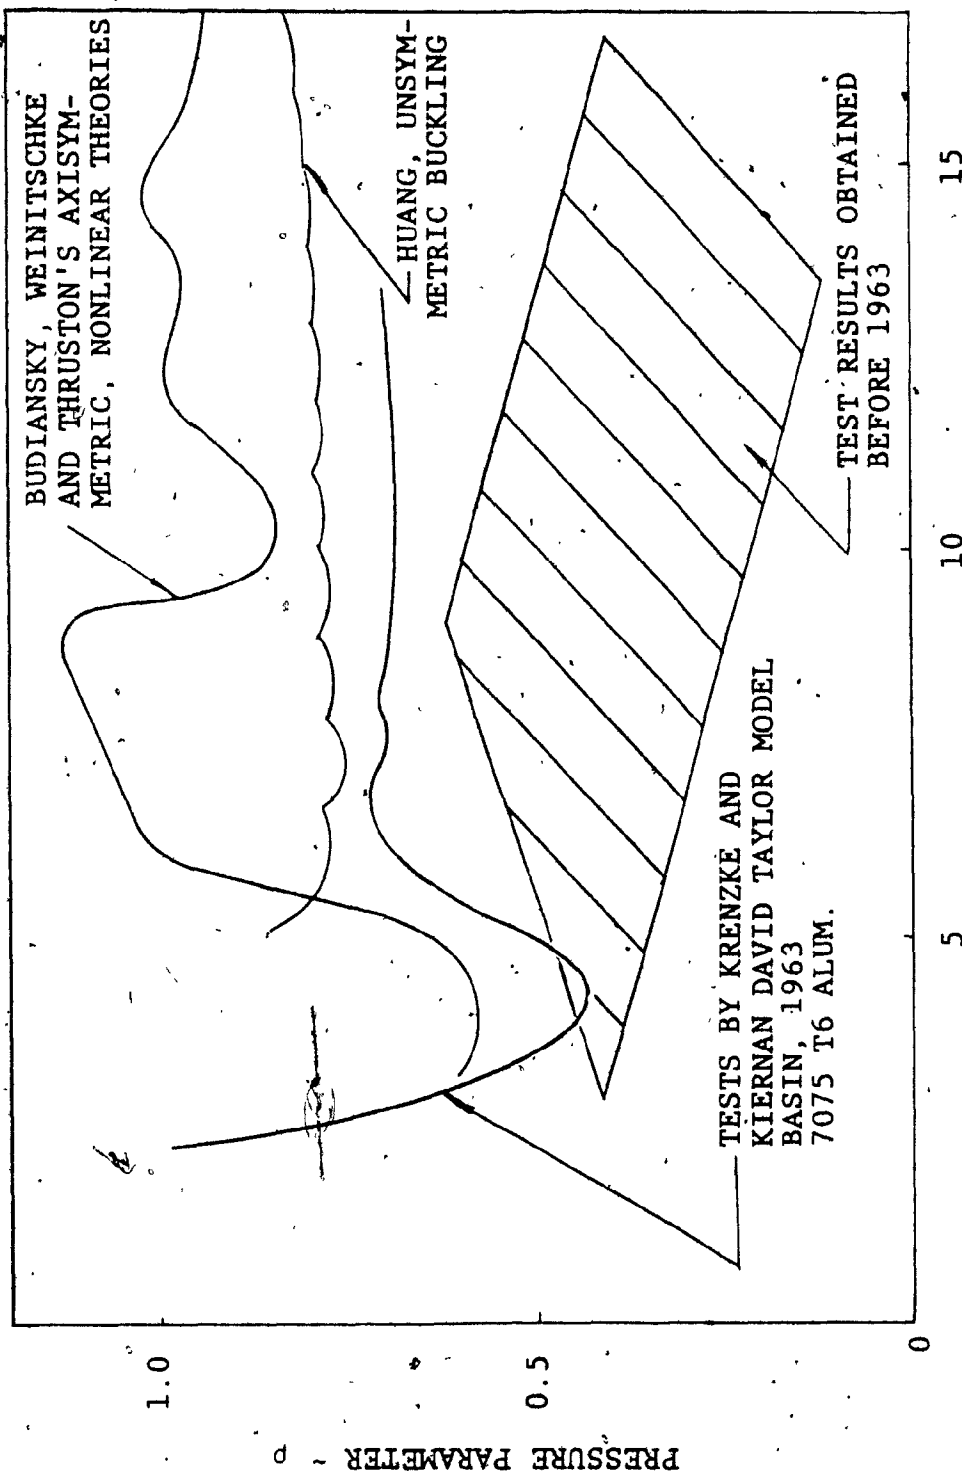 BUDIANSKY, WEINITSCHKE
AND THRUSTON'S AXISYM-
METRIC, NONLINEAR THEORIES
HUANG, UNSYM-
METRIC BUCKLING
TEST RESULTS OBTAINED
BEFORE 1963
TESTS BY KRENZKE AND
KIERNAN DAVID TAYLOR MODEL
BASIN, 1963
7075 T6 ALUM.
PRESSURE PARAMETER ~ ρ
1.0
0.5
0
5
10
15